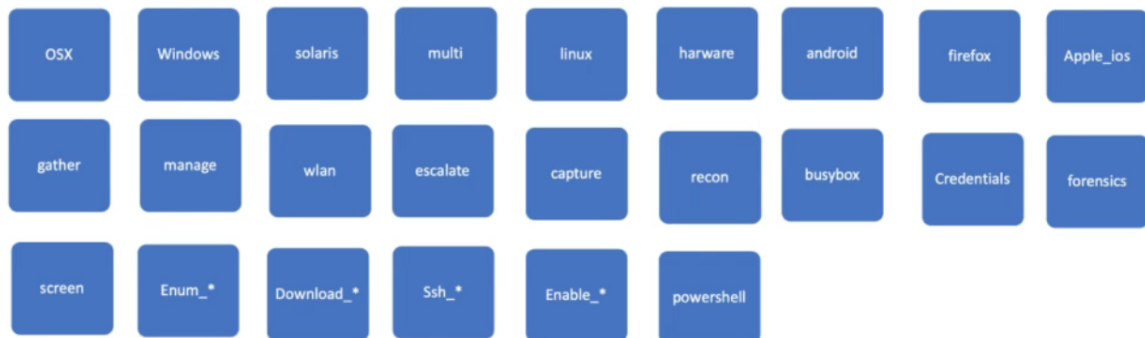 OSX Windows solaris multi linux harware android firefox Apple_ios
gather manage wlan escalate capture recon busybox Credentials forensics
screen Enum_* Download_* Ssh_* Enable_* powershell